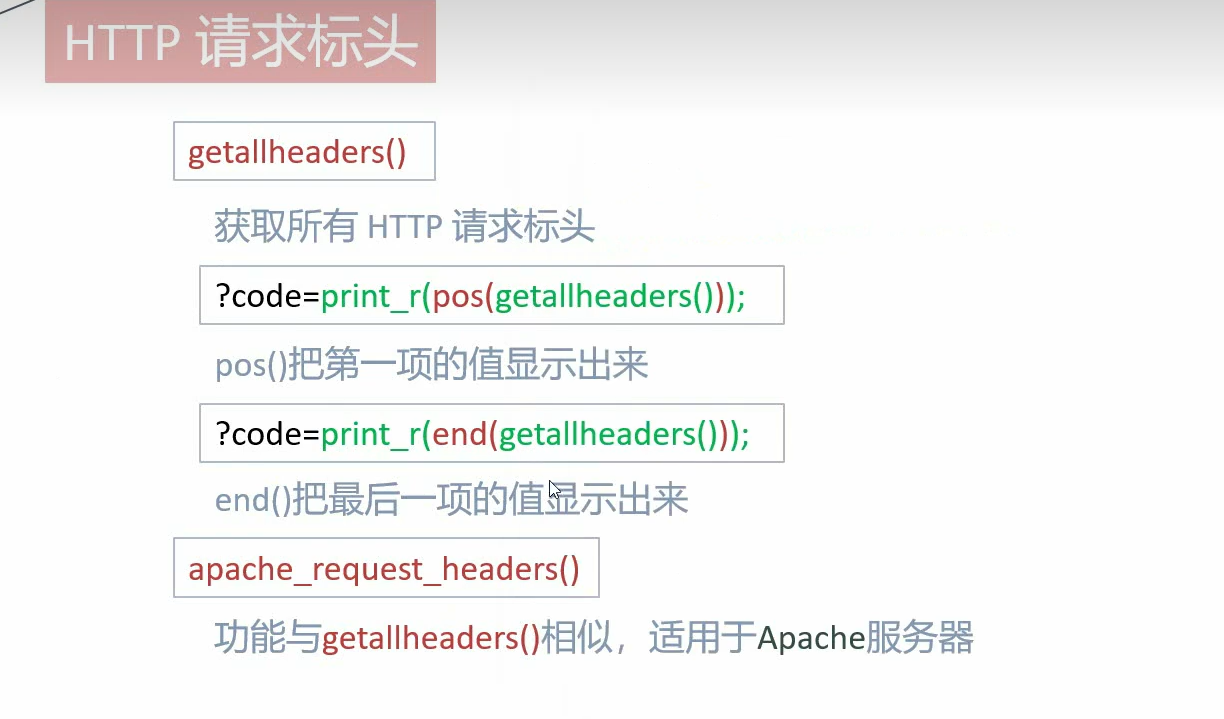 HTTP 请求标头
getallheaders()
获取所有 HTTP 请求标头
?code=print_r(pos(getallheaders()));
pos()把第一项的值显示出来
?code=print_r(end(getallheaders()));
end()把最后一项的值显示出来
apache_request_headers()
功能与getallheaders()相似，适用于Apache服务器